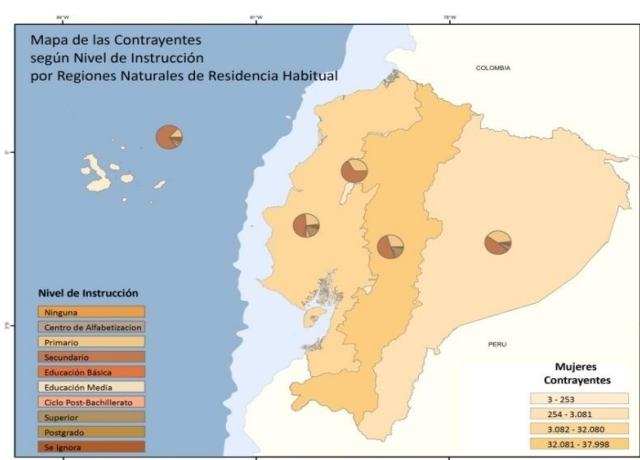 Mapa de las Contrayentes
según Nivel de Instrucción
por Regiones Naturales de Residencia Habitual
COLOMBIA
PERU
Nivel de Instrucción
Ninguna
Centro de Alfabetizacion
Primario
Secundario
Educación Básica
Educación Media
Ciclo Post-Bachillerato
Superior
Postgrado
Se Ignora
Mujeres
Contrayentes
3 - 253
254 - 3.081
3.082 - 32.080
32.081 - 37.998